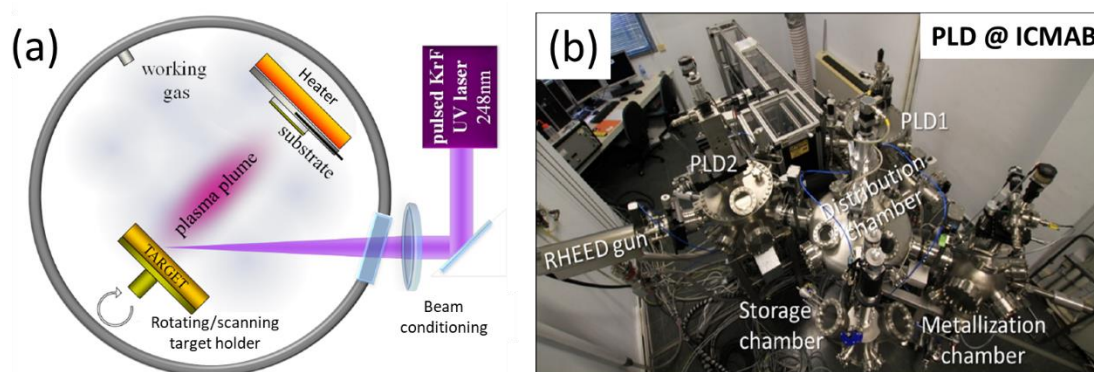 (a)
working
gas
Heater
substrate
plasma plume
TARGET
Rotating/scanning
target holder
pulsed KrF
UV laser
248nm
Beam
conditioning
(b)
PLD @ ICMAB
PLD1
PLD2
Distribution
chamber
RHEED gun
Storage
chamber
Metallization
chamber